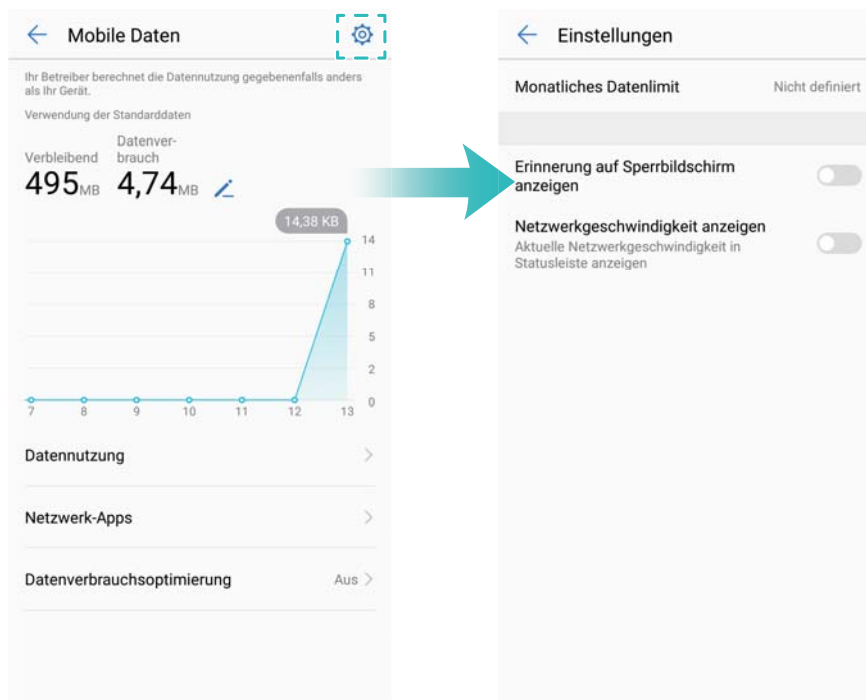 Mobile Daten
Ihr Betreiber berechnet die Datennutzung gegebenenfalls anders
als Ihr Gerät.
Verwendung der Standarddaten
Verbleibend
495MB
Datenver-
brauch
4,74MB
14,38 KB
14
11
8
5
2
0
7 8 9 10 11 12 13
Datennutzung
Netzwerk-Apps
Datenverbrauchsoptimierung Aus
Einstellungen
Monatliches Datenlimit Nicht definiert
Erinnerung auf Sperrbildschirm
anzeigen
Netzwerkgeschwindigkeit anzeigen
Aktuelle Netzwerkgeschwindigkeit in
Statusleiste anzeigen